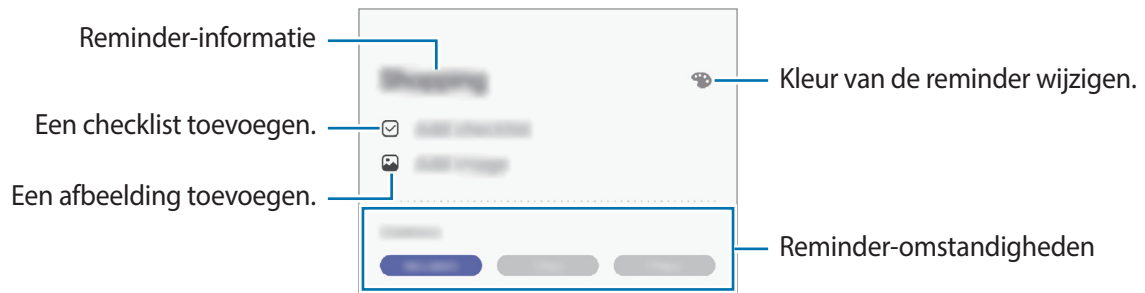 Reminder-informatie
Kleur van de reminder wijzigen.
Een checklist toevoegen.
Een afbeelding toevoegen.
Reminder-omstandigheden